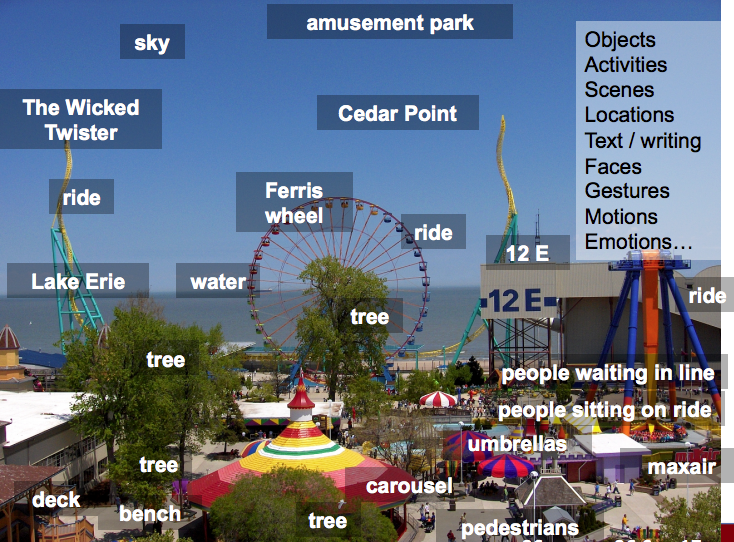 amusement park
sky
Objects
Activities
Scenes
Locations
Text / writing
Faces
Gestures
Motions
Emotions…
The Wicked
Twister
Cedar Point
ride
Ferris
wheel
ride
12 E
Lake Erie
water
12 E
ride
tree
tree
people waiting in line
people sitting on ride
umbrellas
tree
maxair
carousel
deck
bench
tree
pedestrians